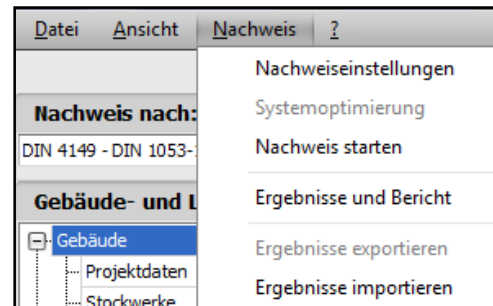 Datei Ansicht Nachweis ?
Nachweiseinstellungen
Systemoptimierung
Nachweis nach:
Nachweis starten
DIN 4149 - DIN 1053-
Ergebnisse und Bericht
Gebäude- und
Gebäude
Ergebnisse exportieren
Projektdaten
Ergebnisse importieren
Stockwerke